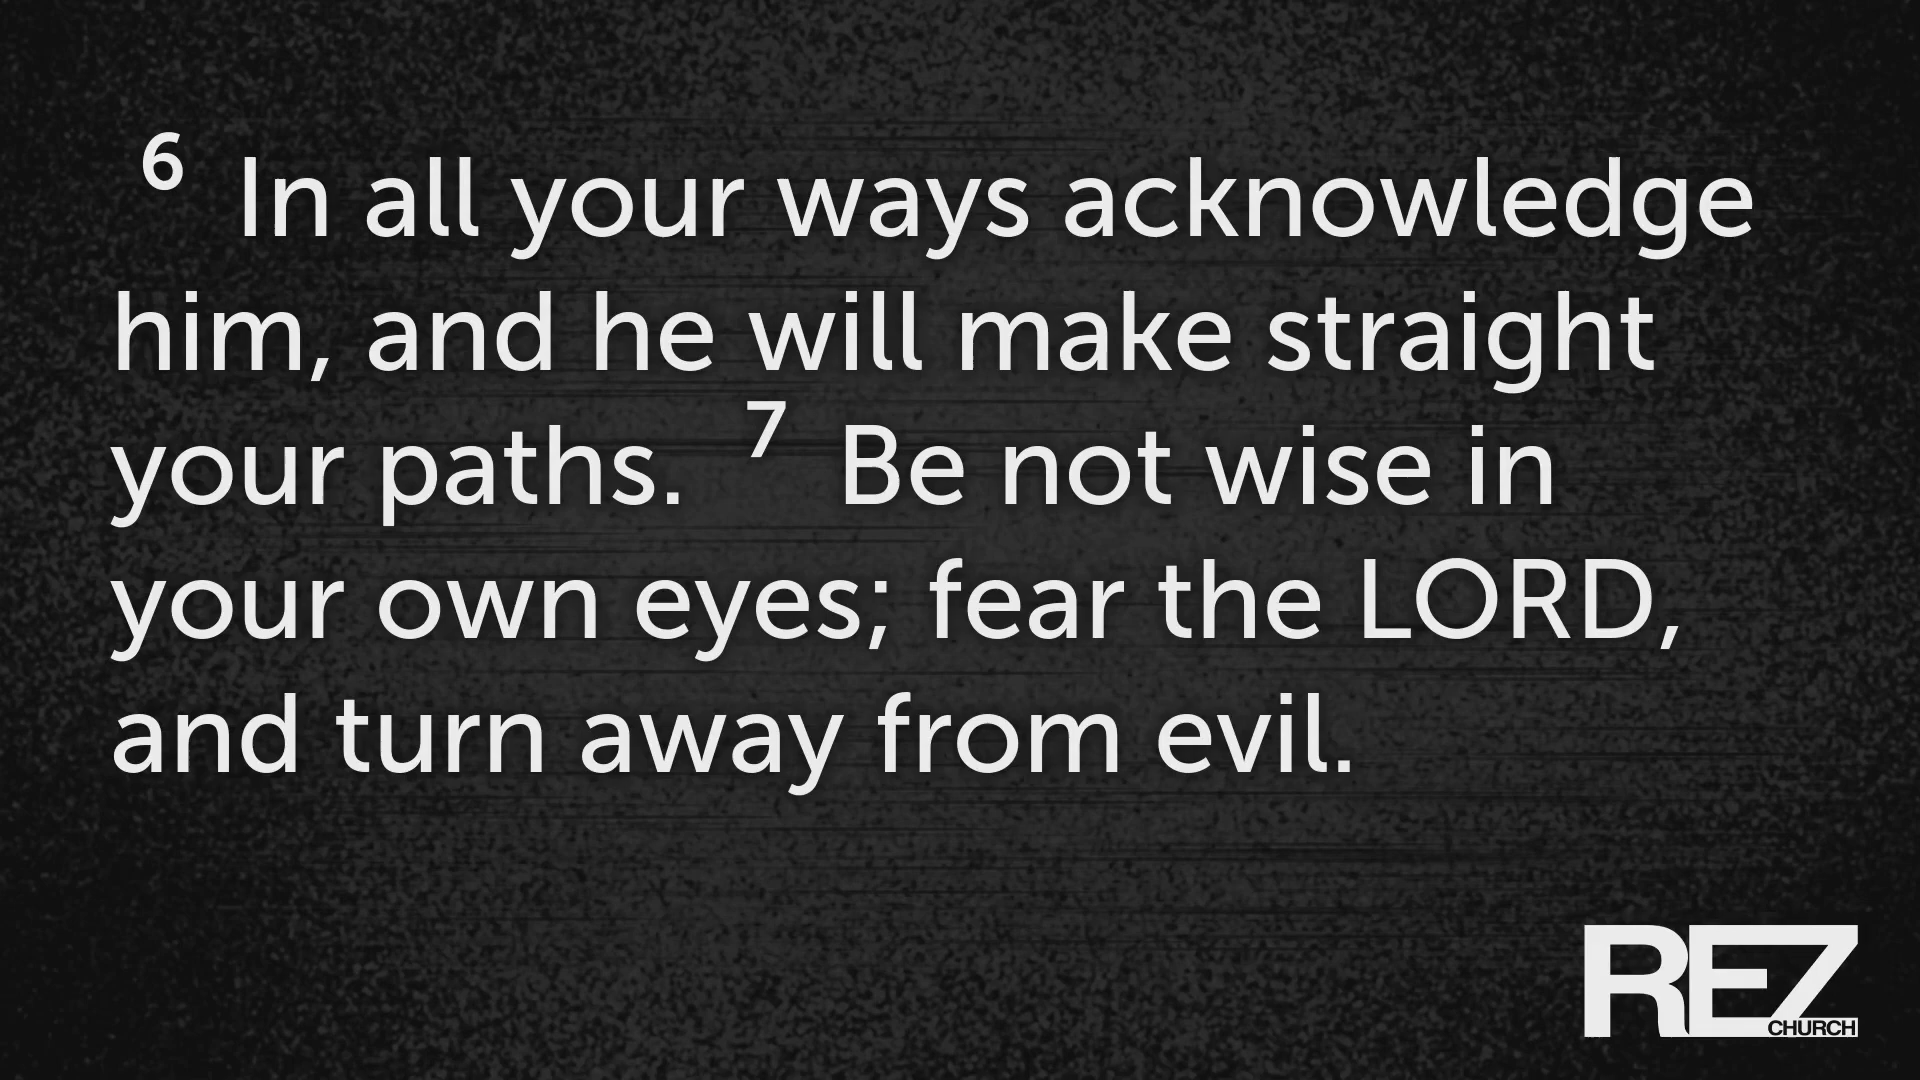 6 In all your ways acknowledge
him, and he will make straight
your paths. 7 Be not wise in
your own eyes; fear the LORD,
and turn away from evil.
REZ
CHURCH